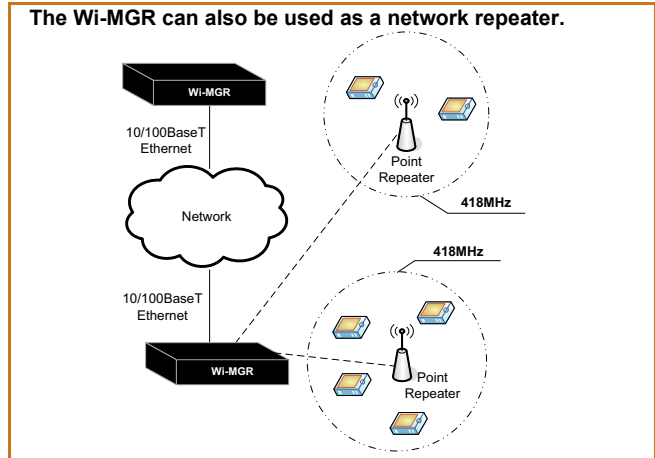 The Wi-MGR can also be used as a network repeater.
Wi-MGR
10/100BaseT
Ethernet
Network
10/100BaseT
Ethernet
Wi-MGR
Point
Repeater
418MHz
418MHz
Point
Repeater